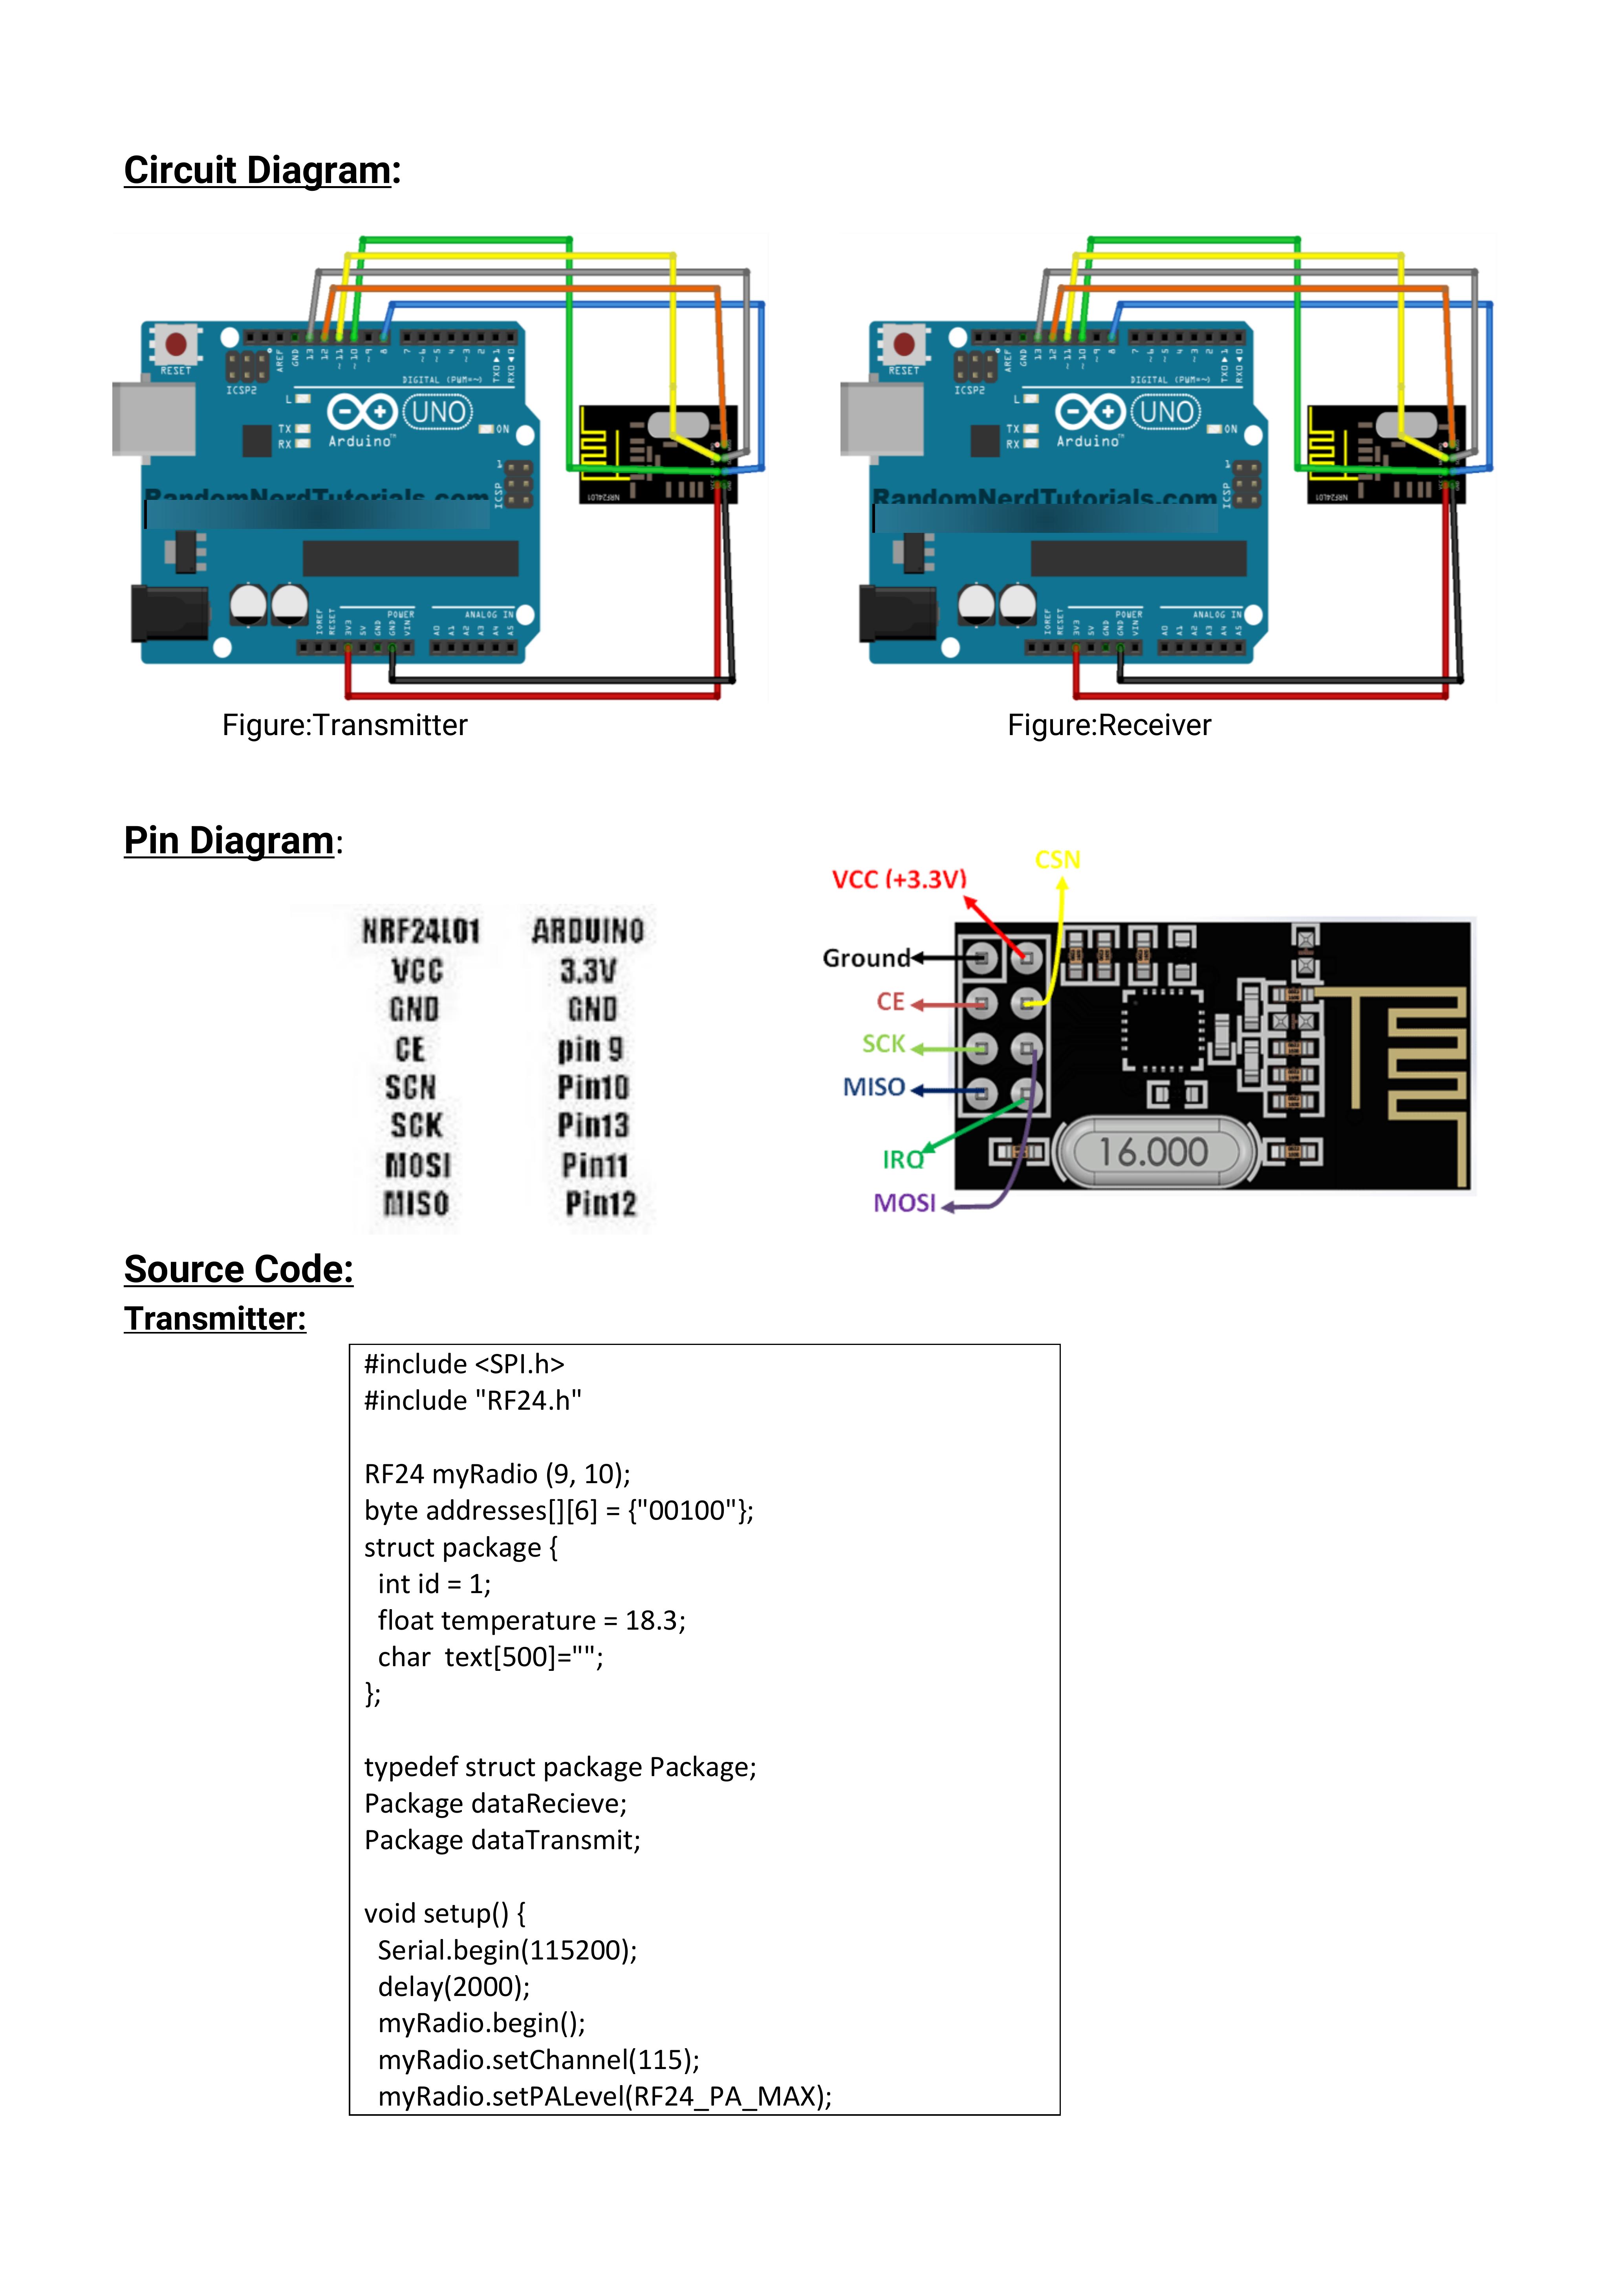 Circuit Diagram:
RESET
ICSP2
AREF
GND
13
12
~11
~10
~9
8
7
~6
~5
4
~3
2
TXD▶1
RXD◀0
DIGITAL (PWM=~)
L
TX
RX
UNO
Arduino™
ON
1
ICSP
RandomNerdTutorials.com
IOREF
RESET
3V3
5V
GND
GND
VIN
POWER
ANALOG IN
A0
A1
A2
A3
A4
A5
NRF24L01
RESET
ICSP2
AREF
GND
13
12
~11
~10
~9
8
7
~6
~5
4
~3
2
TXD▶1
RXD◀0
DIGITAL (PWM=~)
L
TX
RX
UNO
Arduino™
ON
1
ICSP
RandomNerdTutorials.com
IOREF
RESET
3V3
5V
GND
GND
VIN
POWER
ANALOG IN
A0
A1
A2
A3
A4
A5
NRF24L01
Figure:Transmitter
Figure:Receiver
Pin Diagram:
NRF24L01 ARDUINO
VCC 3.3V
GND GND
CE pin 9
SCN Pin10
SCK Pin13
MOSI Pin11
MISO Pin12
CSN
VCC (+3.3V)
Ground
CE
SCK
MISO
IRQ
MOSI
16.000
Source Code:
Transmitter:
#include <SPI.h>
#include "RF24.h"
RF24 myRadio (9, 10);
byte addresses[][6] = {"00100"};
struct package {
int id = 1;
float temperature = 18.3;
char  text[500]="";
};
typedef struct package Package;
Package dataRecieve;
Package dataTransmit;
void setup() {
Serial.begin(115200);
delay(2000);
myRadio.begin();
myRadio.setChannel(115);
myRadio.setPALevel(RF24_PA_MAX);